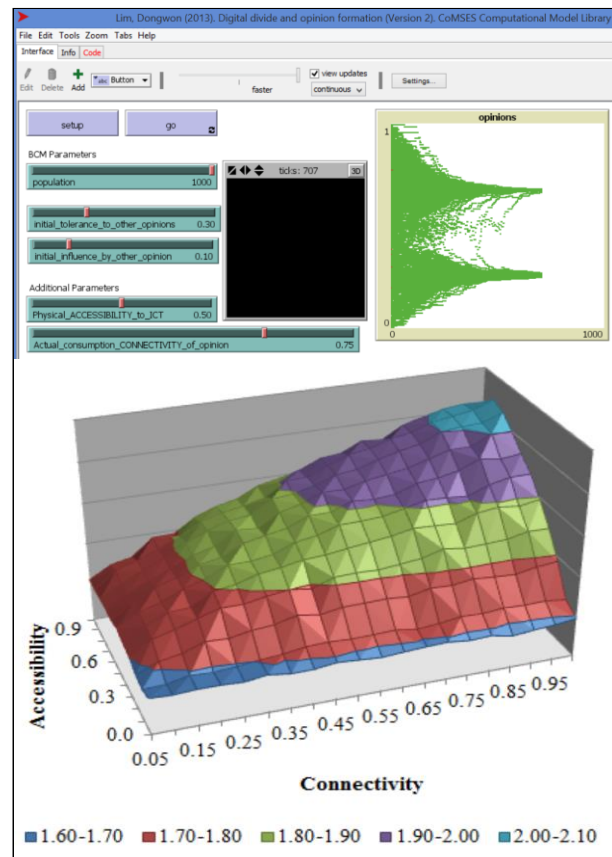 Lim, Dongwon (2013). Digital divide and opinion formation (Version 2). CoMSES Computational Model Library
File Edit Tools Zoom Tabs Help
Interface Info Code
Edit Delete Add
abc Button
faster
view updates
continuous
Settings...
setup go
BCM Parameters
population 1000
initial_tolerance_to_other_opinions 0.30
initial_influence_by_other_opinion 0.10
Additional Parameters
Physical_ACCESSIBILITY_to_ICT 0.50
Actual_consumption_CONNECTIVITY_of_opinion 0.75
ticks: 707 3D
opinions
1
0
0 1000
Accessibility
0.9
0.6
0.3
0.0
0.05 0.15 0.25 0.35 0.45 0.55 0.65 0.75 0.85 0.95
Connectivity
1.60-1.70 1.70-1.80 1.80-1.90 1.90-2.00 2.00-2.10